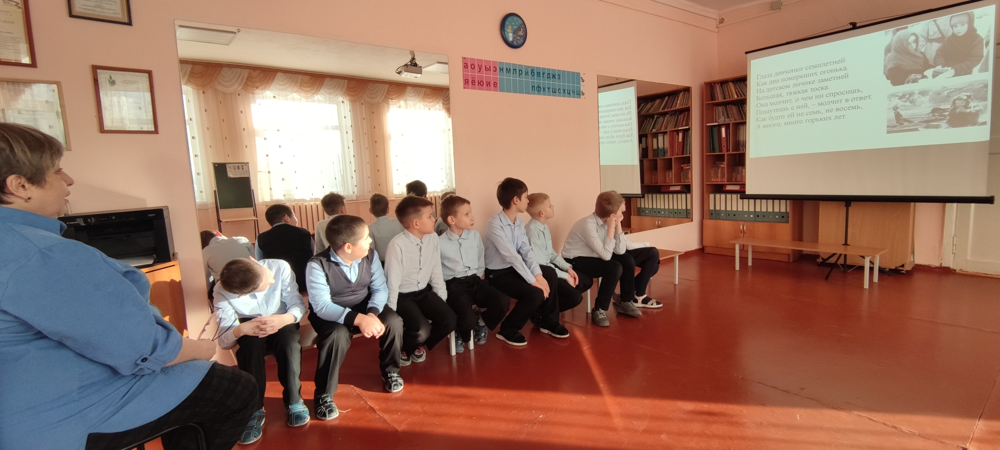 Canon
а о у ы э н м л р й б в г д ж з ъ
я ё ю и е п ф к т ш с х ц ч щ ь
Глаза девчонки семилетней
Как два померкших огонька.
На детском личике заметней
Большая, тяжкая тоска.
Она молчит, о чем ни спросишь,
Пошутишь с ней, – молчит в ответ.
Как будто ей не семь, не восемь,
А много, много горьких лет.